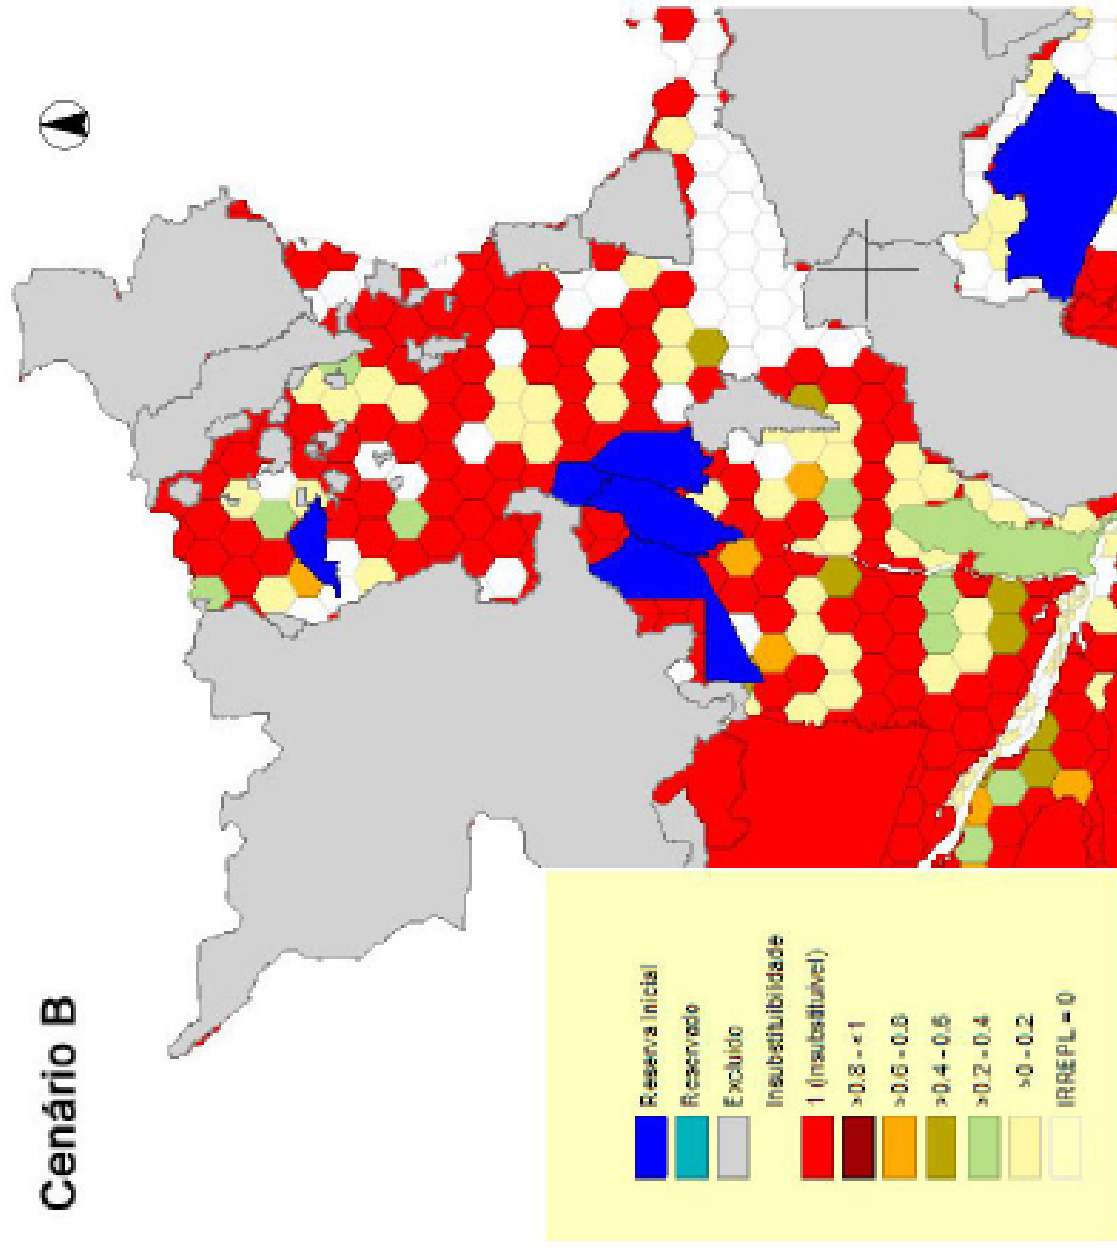 Cenário B
Reserva Inicial
Reservado
Excluído
Insubstituibilidade
1 (Insubstituível)
>0.8 - <1
>0.6 - 0.8
>0.4 - 0.6
>0.2 - 0.4
>0 - 0.2
IRREPL = 0